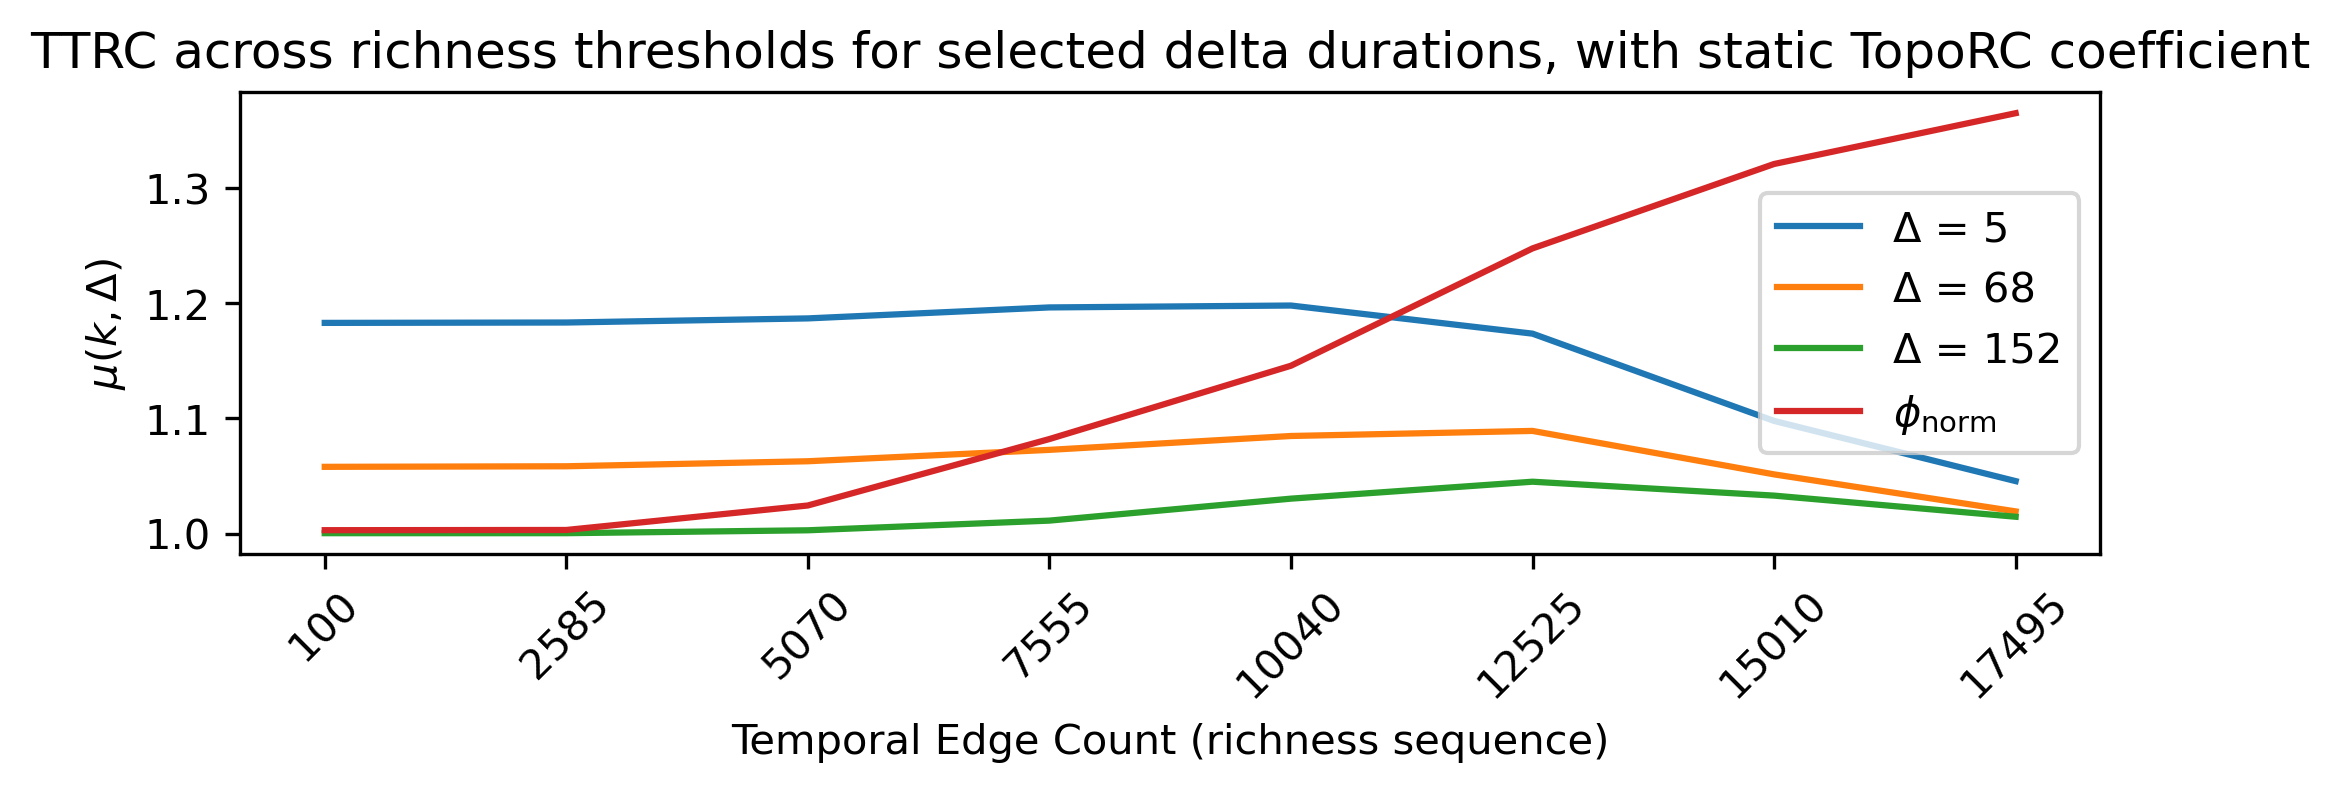 TTRC across richness thresholds for selected delta durations, with static TopoRC coefficient
μ(k, Δ)
1.3
1.2
1.1
1.0
Δ = 5
Δ = 68
Δ = 152
ϕnorm
100
2585
5070
7555
10040
12525
15010
17495
Temporal Edge Count (richness sequence)